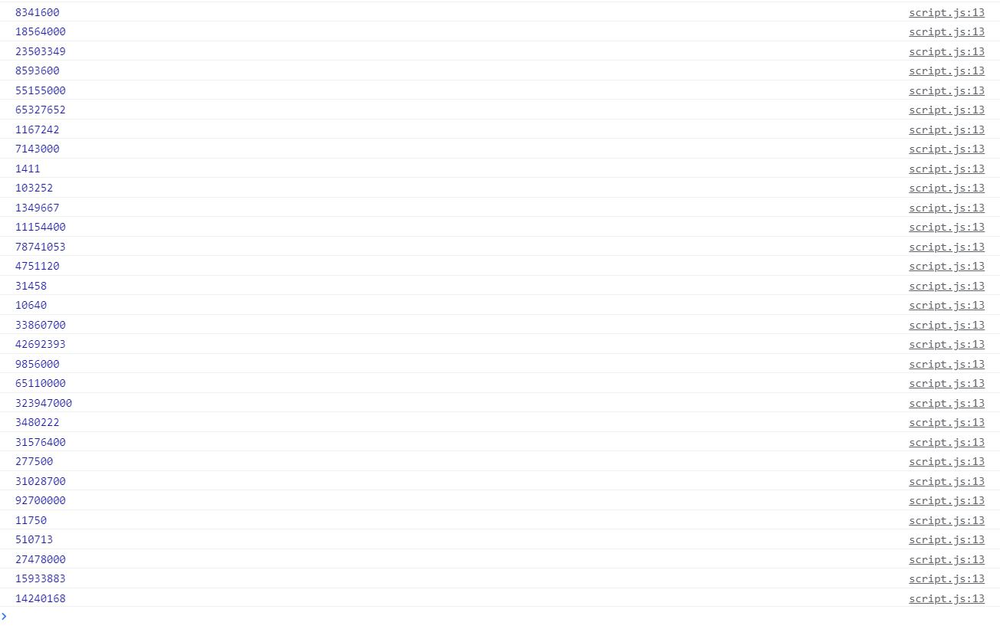 8341600 script.js:13
18564000 script.js:13
23503349 script.js:13
8593600 script.js:13
55155000 script.js:13
65327652 script.js:13
1167242 script.js:13
7143000 script.js:13
1411 script.js:13
103252 script.js:13
1349667 script.js:13
11154400 script.js:13
78741053 script.js:13
4751120 script.js:13
31458 script.js:13
10640 script.js:13
33860700 script.js:13
42692393 script.js:13
9856000 script.js:13
65110000 script.js:13
323947000 script.js:13
3480222 script.js:13
31576400 script.js:13
277500 script.js:13
31028700 script.js:13
92700000 script.js:13
11750 script.js:13
510713 script.js:13
27478000 script.js:13
15933883 script.js:13
14240168 script.js:13
>